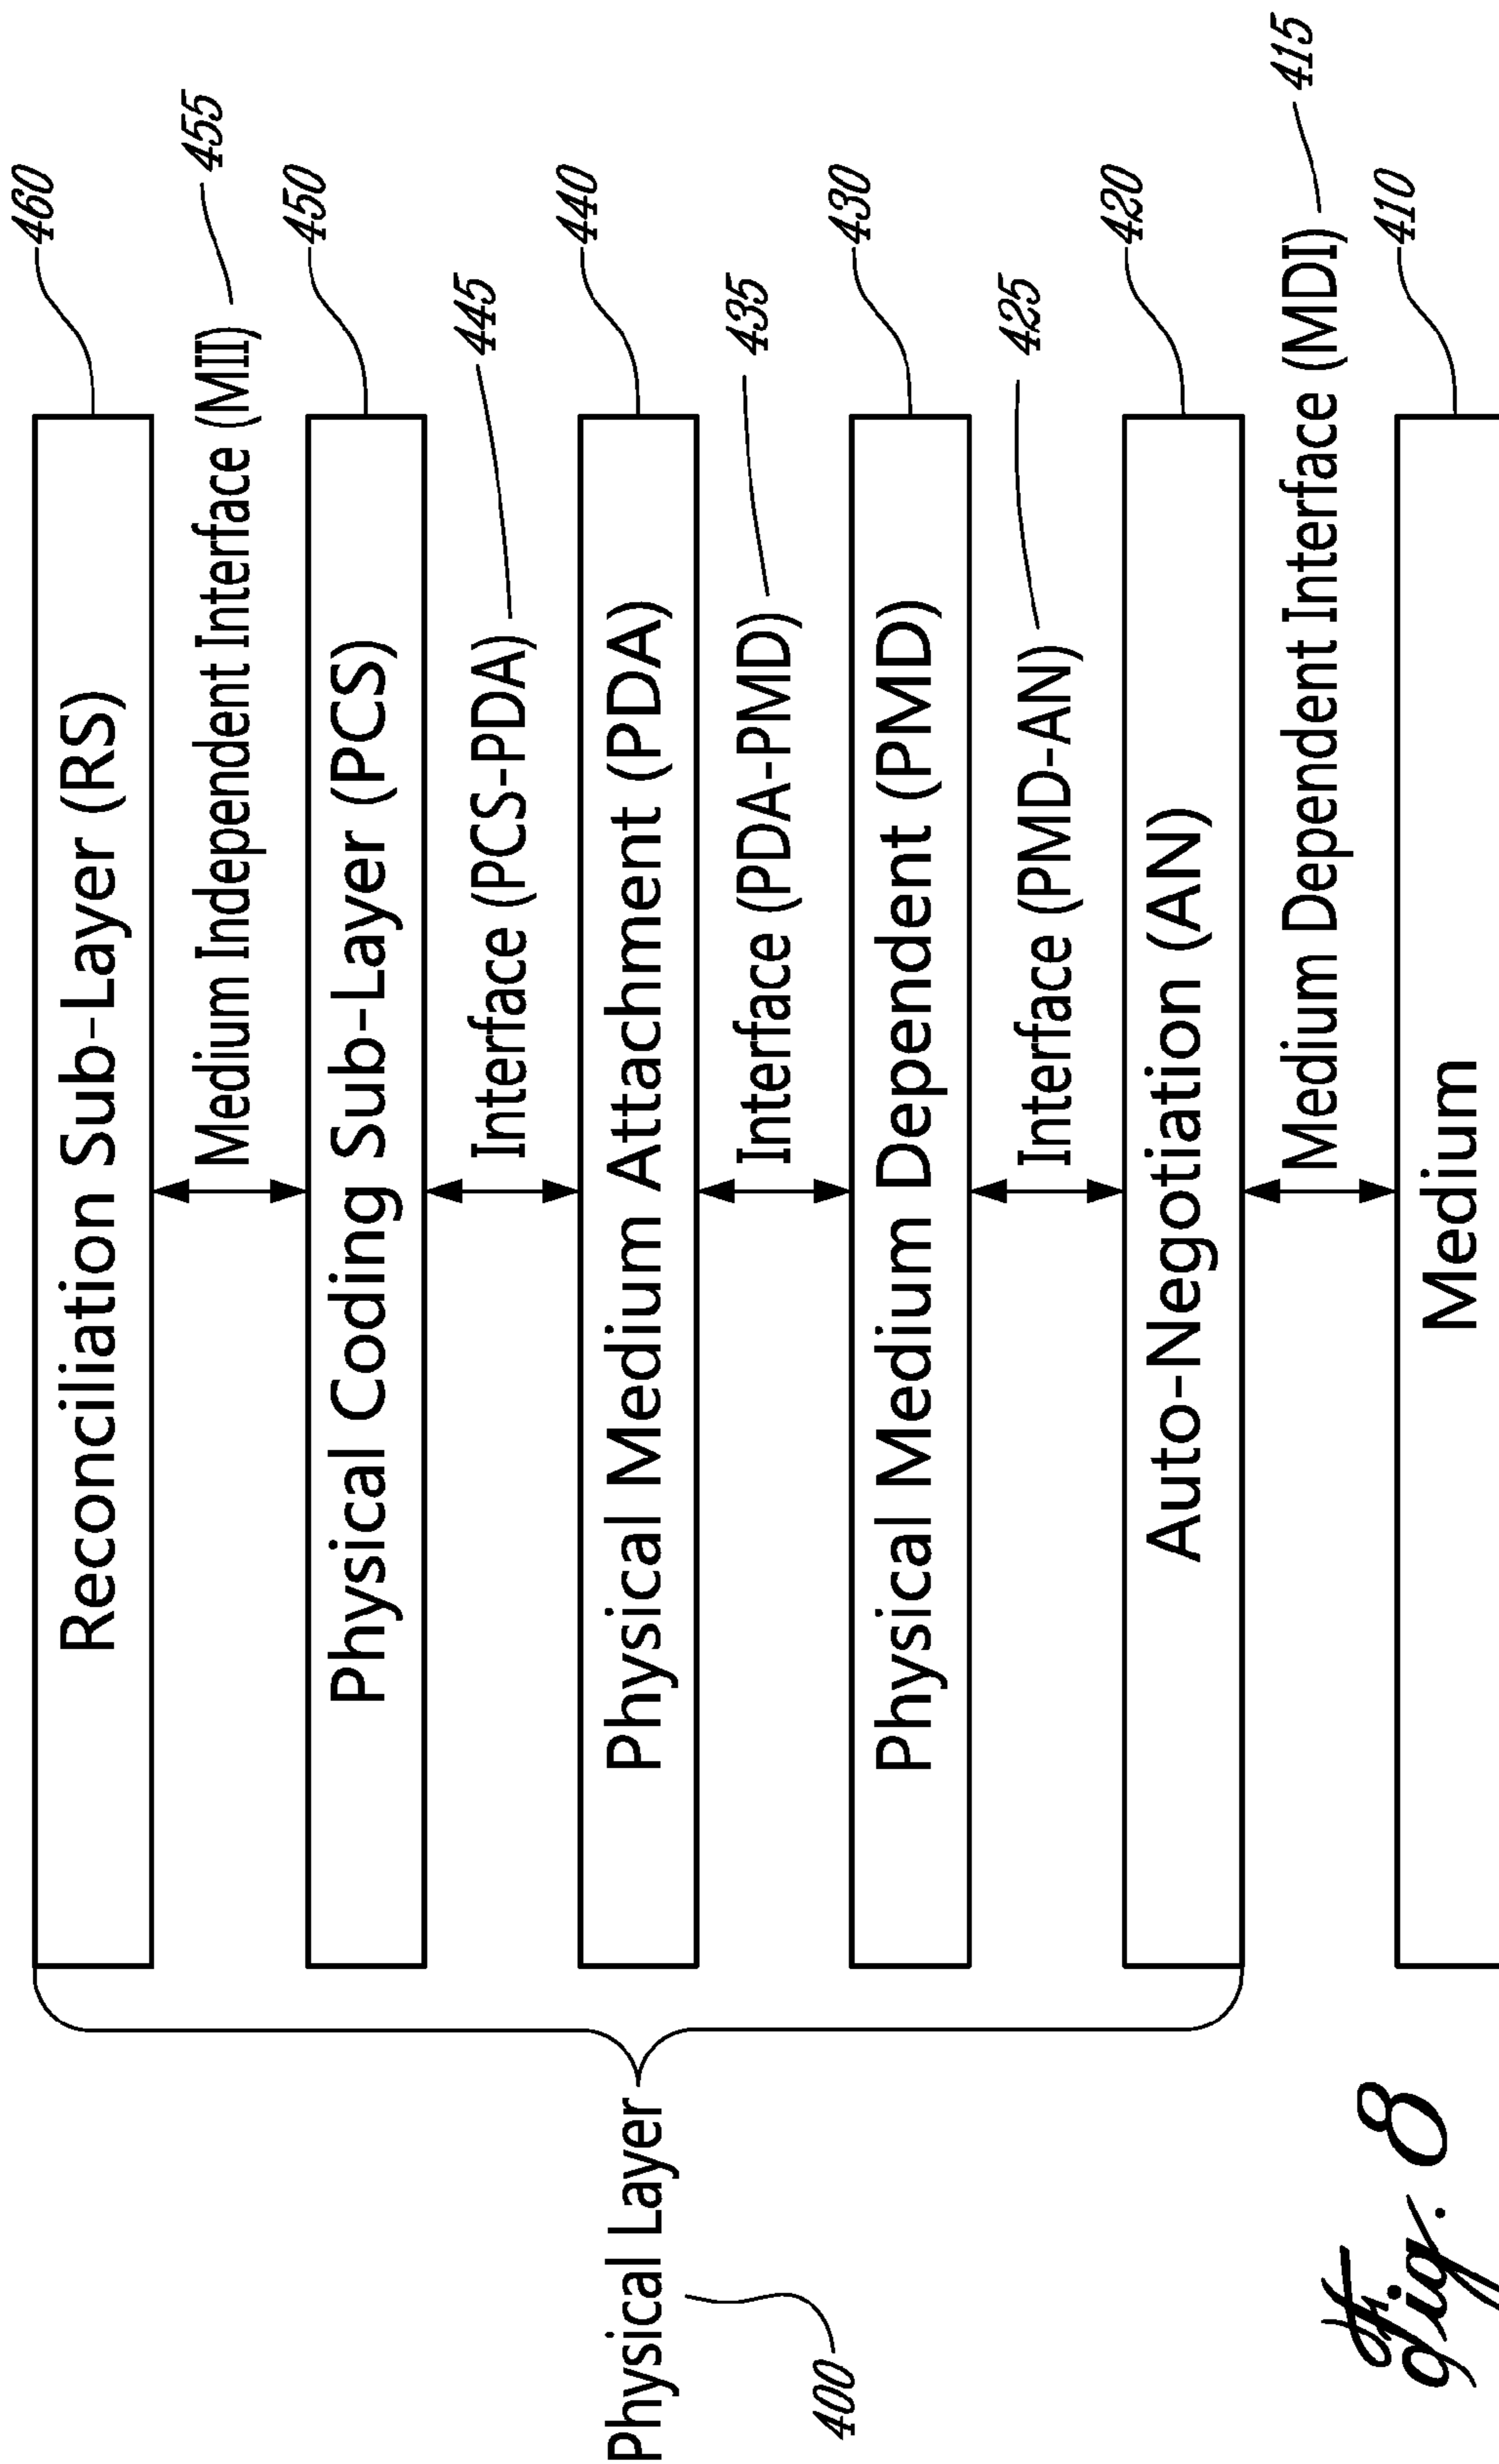 460
Reconciliation Sub-Layer (RS)
Medium Independent Interface (MII)
455
450
Physical Coding Sub-Layer (PCS)
Interface (PCS-PDA)
445
440
Physical Medium Attachment (PDA)
Interface (PDA-PMD)
435
430
Physical Medium Dependent (PMD)
Interface (PMD-AN)
425
420
Auto-Negotiation (AN)
Medium Dependent Interface (MDI)
415
410
Medium
Physical Layer
400
Fig. 8